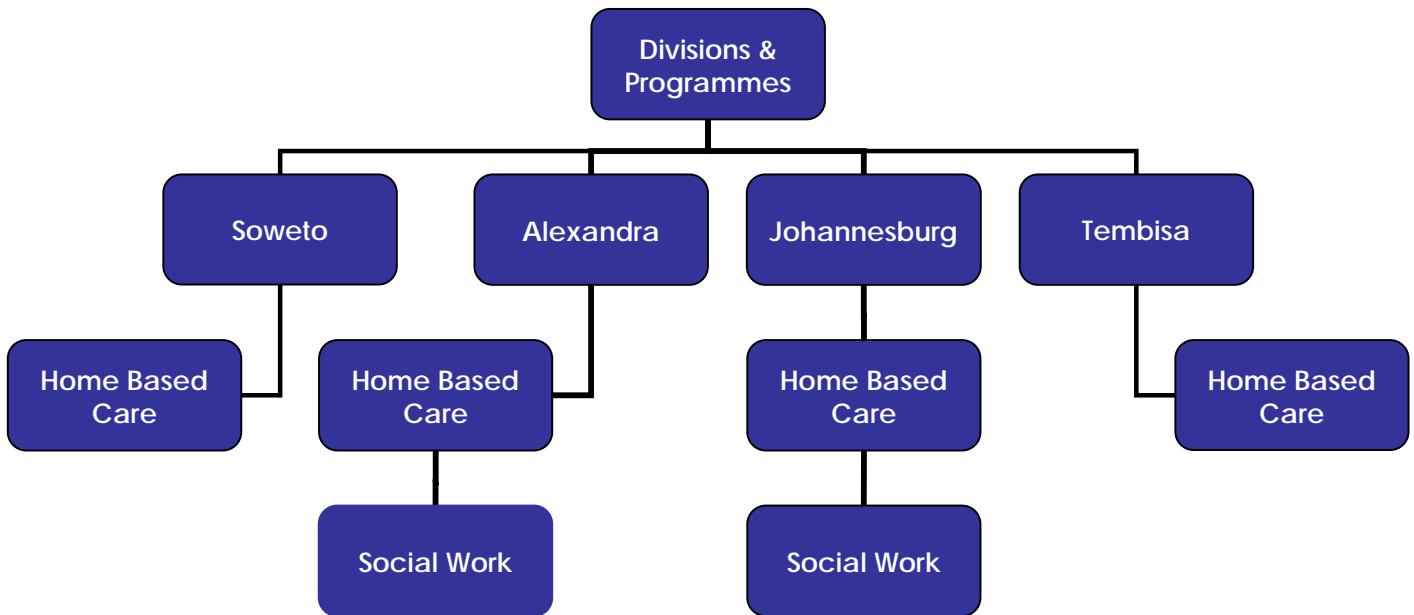 Divisions &
Programmes
Soweto
Alexandra
Johannesburg
Tembisa
Home Based
Care
Home Based
Care
Home Based
Care
Home Based
Care
Social Work
Social Work